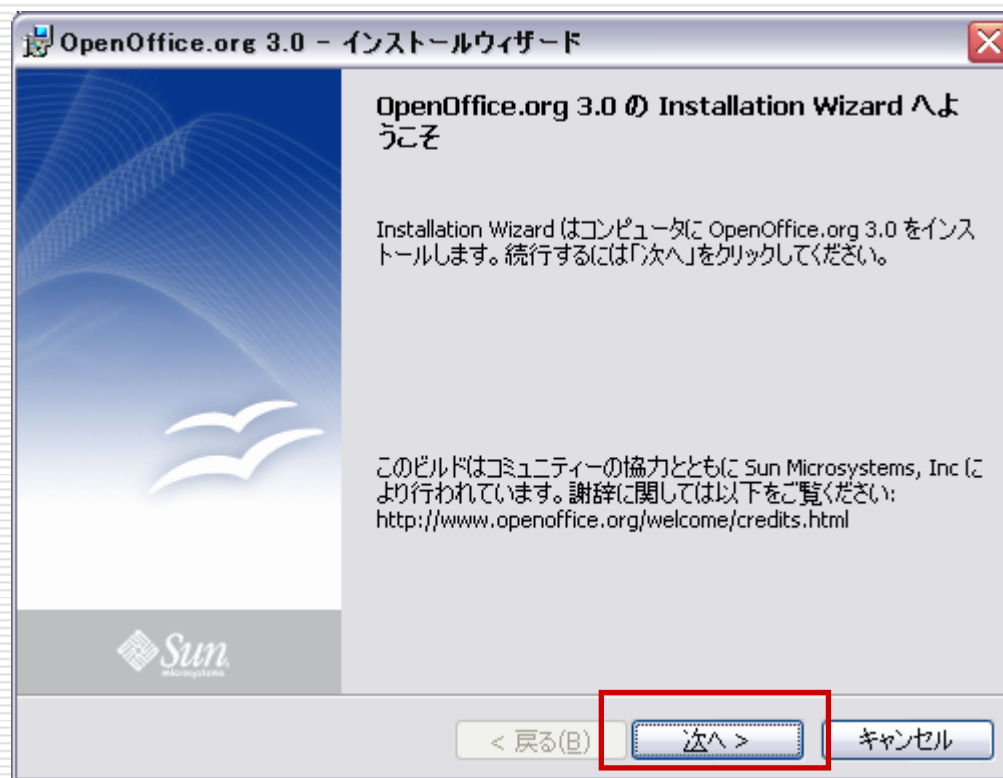 OpenOffice.org 3.0 - インストールウィザード
OpenOffice.org 3.0 の Installation Wizard へよ
うこそ
Installation Wizard はコンピュータに OpenOffice.org 3.0 をインス
トールします。続行するには「次へ」をクリックしてください。
このビルドはコミュニティーの協力とともに Sun Microsystems, Inc に
より行われています。謝辞に関しては以下をご覧ください:
http://www.openoffice.org/welcome/credits.html
Sun
microsystems
< 戻る(B)
次へ >
キャンセル